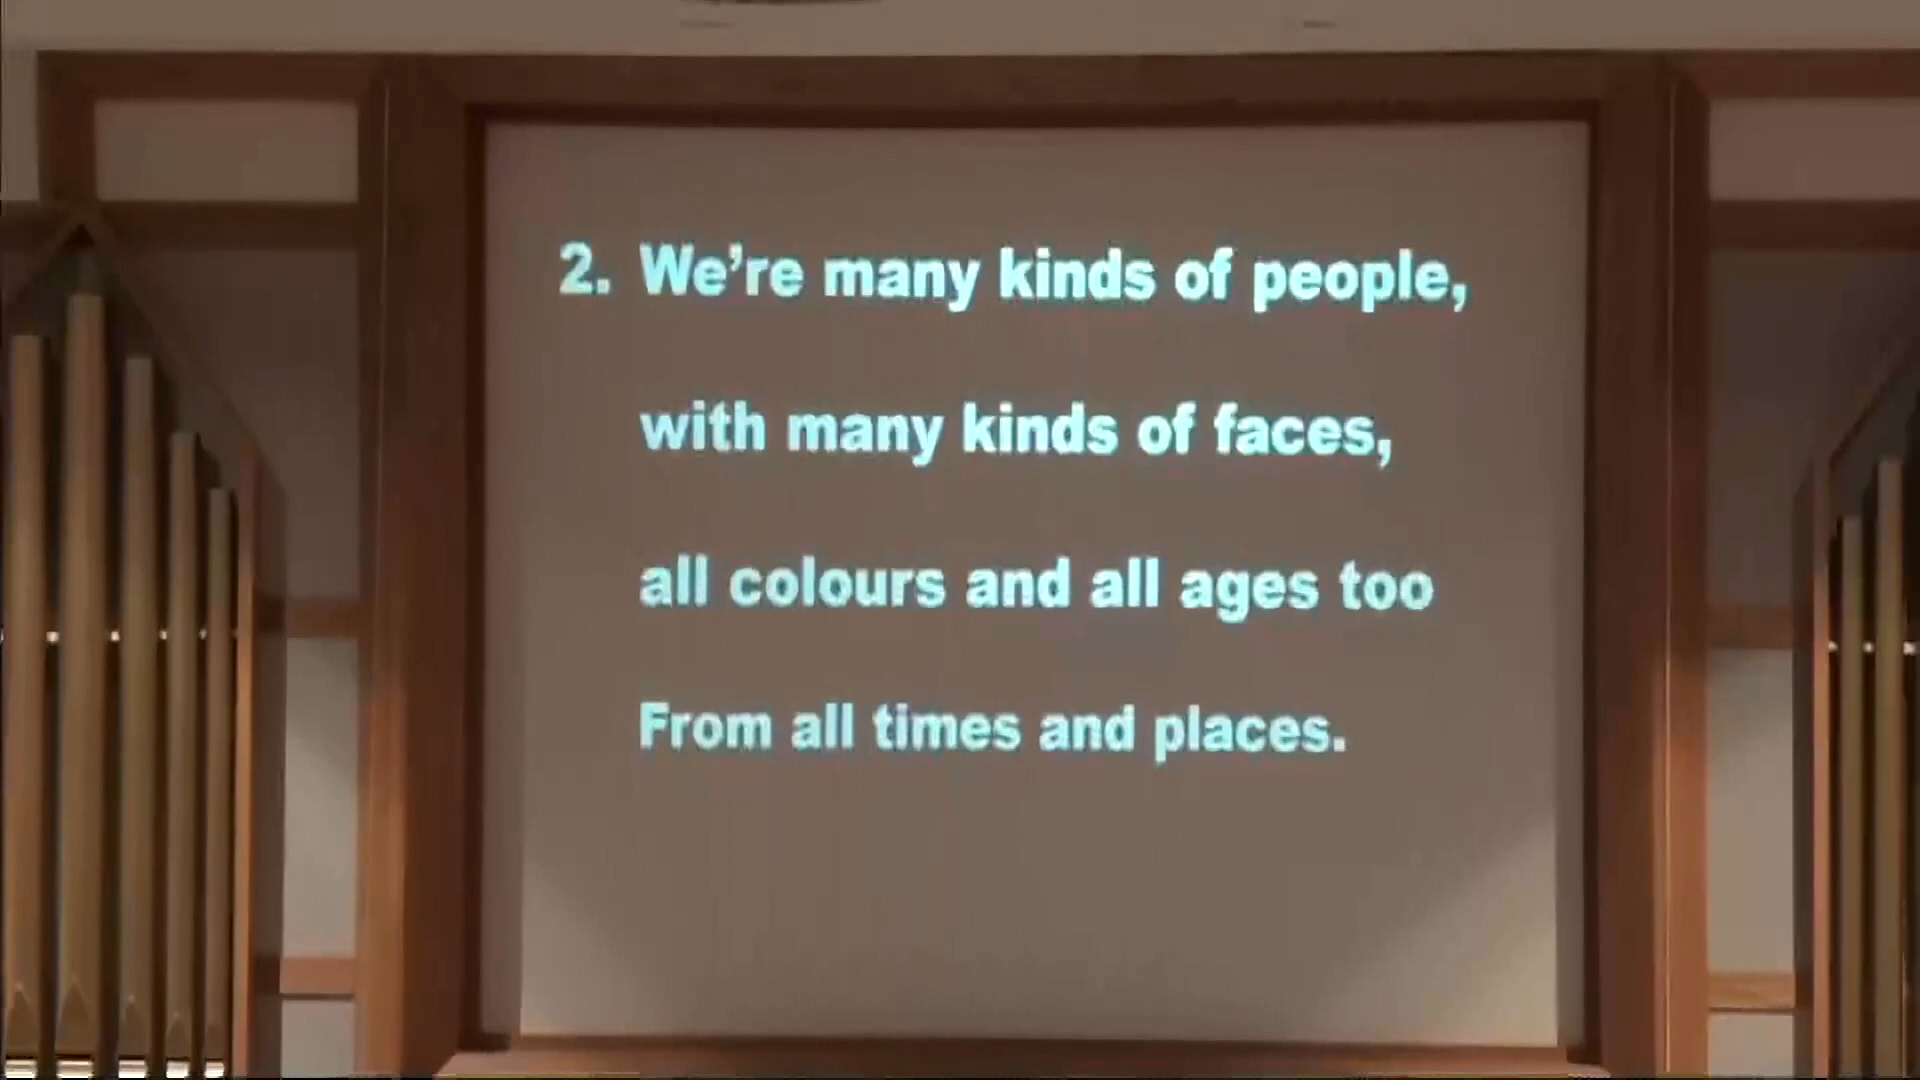 2. We’re many kinds of people,
with many kinds of faces,
all colours and all ages too
From all times and places.